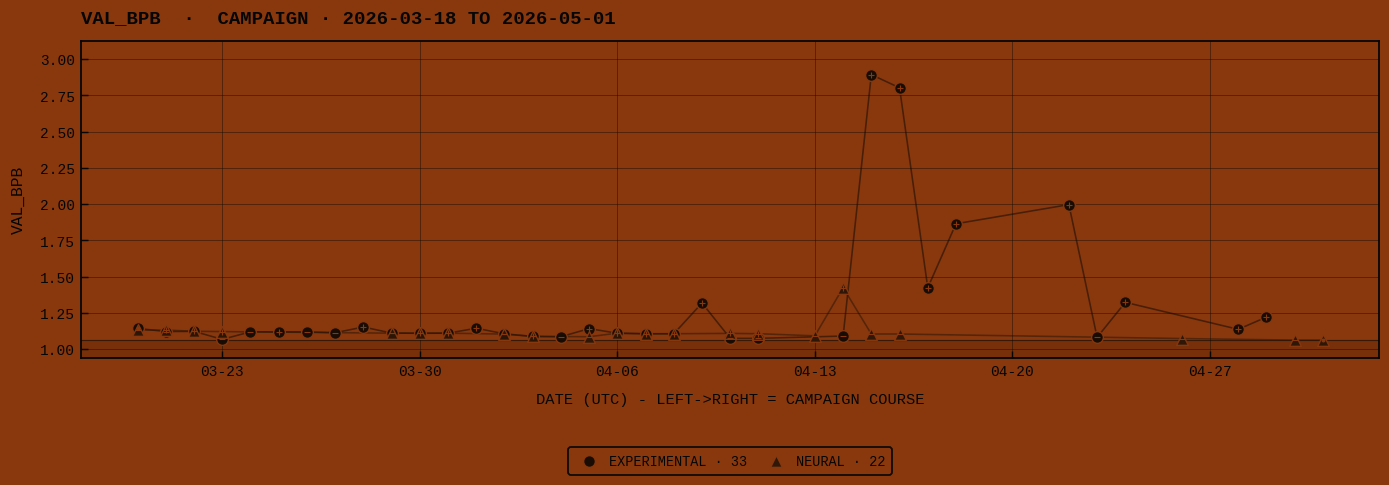 VAL_BPB · CAMPAIGN · 2026-03-18 TO 2026-05-01
3.00
2.75
2.50
2.25
2.00
1.75
1.50
1.25
1.00
VAL_BPB
03-23 03-30 04-06 04-13 04-20 04-27
DATE (UTC) - LEFT->RIGHT = CAMPAIGN COURSE
EXPERIMENTAL · 33 NEURAL · 22